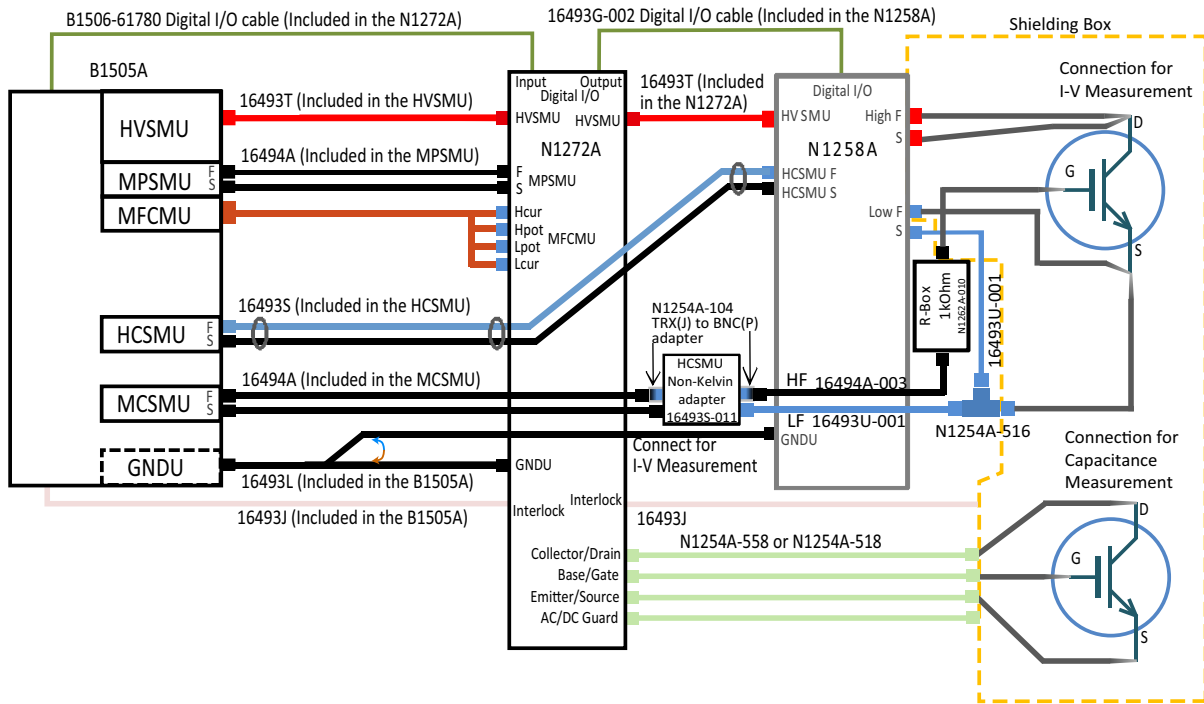 B1506-61780 Digital I/O cable (Included in the N1272A)
16493G-002 Digital I/O cable (Included in the N1258A)
Shielding Box
B1505A
Input
Output
Digital I/O
16493T (Included in the HVSMU)
16493T (Included
in the N1272A)
Digital I/O
Connection for
I-V Measurement
HVSMU
HVSMU
HVSMU
HV SMU
High F
S
D
N1272A
N1258A
16494A (Included in the MPSMU)
MPSMU
F
S
F
S
MPSMU
HCSMU F
HCSMU S
G
MFCMU
Hcur
Hpot
Lpot
Lcur
MFCMU
Low F
S
S
R-Box
1kOhm
N1262A-010
16493U-001
16493S (Included in the HCSMU)
HCSMU
F
S
N1254A-104
TRX(J) to BNC(P)
adapter
HCSMU
Non-Kelvin
adapter
16493S-011
16494A (Included in the MCSMU)
MCSMU
F
S
HF
16494A-003
LF
16493U-001
N1254A-516
GNDU
Connect for
I-V Measurement
GNDU
GNDU
16493L (Included in the B1505A)
Connection for
Capacitance
Measurement
16493J (Included in the B1505A)
Interlock
Interlock
16493J
D
N1254A-558 or N1254A-518
Collector/Drain
Base/Gate
Emitter/Source
AC/DC Guard
G
S